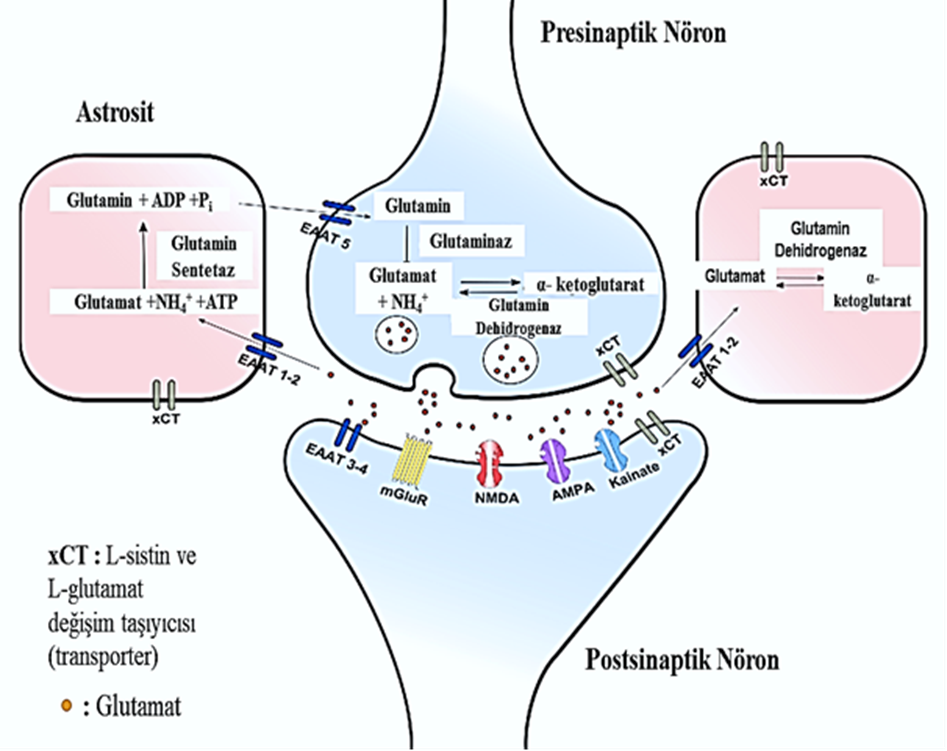 Presinaptik Nöron
Astrosit
Glutamin + ADP +Pi
Glutamin
Sentetaz
Glutamat +NH4+ +ATP
EAAT 1-2
xCT
EAAT 5
Glutamin
Glutaminaz
Glutamat
+ NH4+
α- ketoglutarat
Glutamin
Dehidrogenaz
xCT
xCT
Glutamin
Dehidrogenaz
Glutamat
α-
ketoglutarat
EAAT 1-2
EAAT 3-4
mGluR
NMDA
AMPA
Kainate
xCT
xCT : L-sistin ve
L-glutamat
değişim taşıyıcısı
(transporter)
: Glutamat
Postsinaptik Nöron